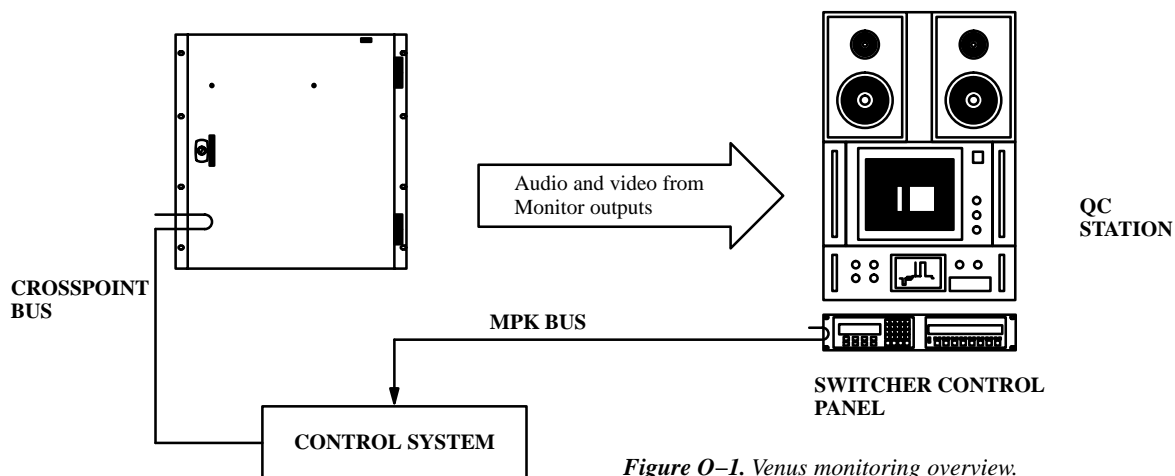 Audio and video from
Monitor outputs
QC
STATION
CROSSPOINT
BUS
MPK BUS
SWITCHER CONTROL
PANEL
CONTROL SYSTEM
Figure O–1. Venus monitoring overview.